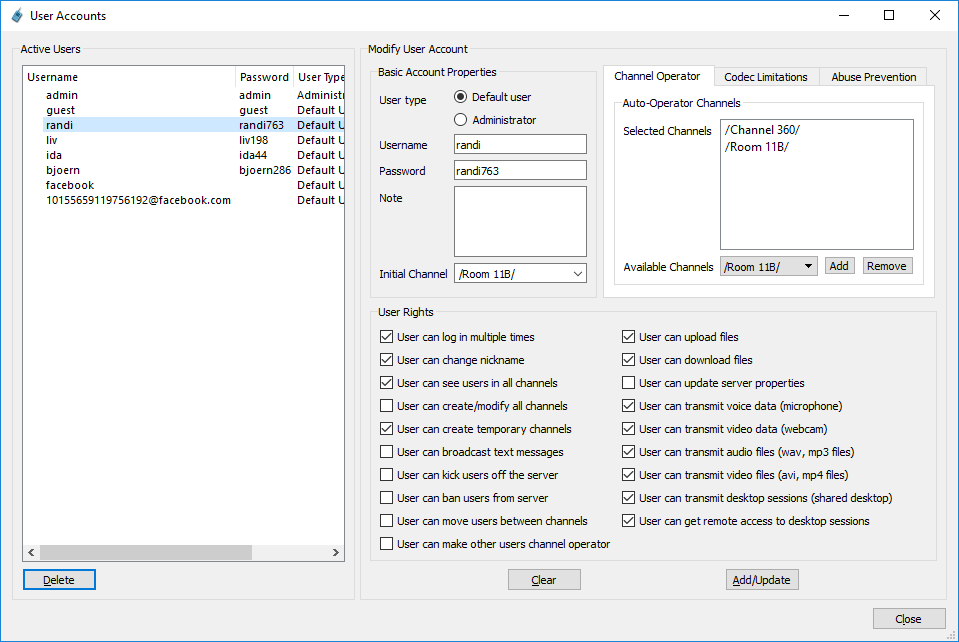 User Accounts
Active Users
Username Password User Type
admin admin Administr
guest guest Default U
randi randi763 Default U
liv liv198 Default U
ida ida44 Default U
bjoern bjoern286 Default U
facebook Default U
10155659119756192@facebook.com Default U
Delete
Modify User Account
Basic Account Properties
User type
Default user
Administrator
Username randi
Password randi763
Note
Initial Channel /Room 11B/
Channel Operator Codec Limitations Abuse Prevention
Auto-Operator Channels
Selected Channels
/Channel 360/
/Room 11B/
Available Channels /Room 11B/ Add Remove
User Rights
User can log in multiple times
User can change nickname
User can see users in all channels
User can create/modify all channels
User can create temporary channels
User can broadcast text messages
User can kick users off the server
User can ban users from server
User can move users between channels
User can make other users channel operator
User can upload files
User can download files
User can update server properties
User can transmit voice data (microphone)
User can transmit video data (webcam)
User can transmit audio files (wav, mp3 files)
User can transmit video files (avi, mp4 files)
User can transmit desktop sessions (shared desktop)
User can get remote access to desktop sessions
Clear Add/Update
Close